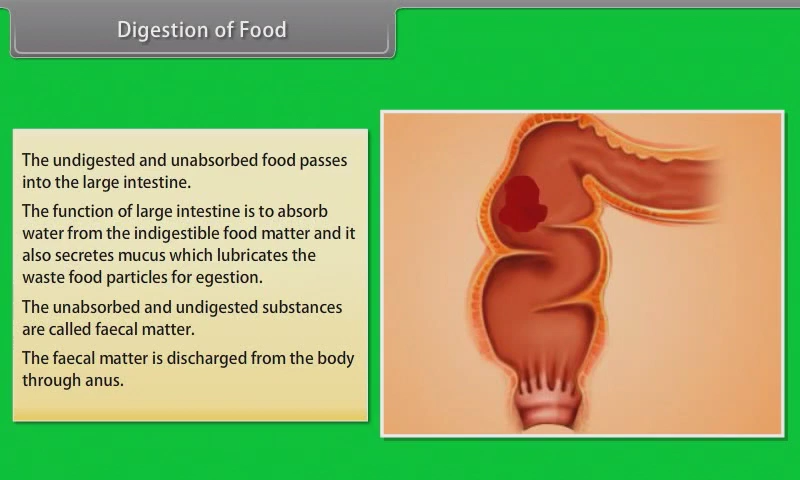 Digestion of Food
The undigested and unabsorbed food passes
into the large intestine.
The function of large intestine is to absorb
water from the indigestible food matter and it
also secretes mucus which lubricates the
waste food particles for egestion.
The unabsorbed and undigested substances
are called faecal matter.
The faecal matter is discharged from the body
through anus.